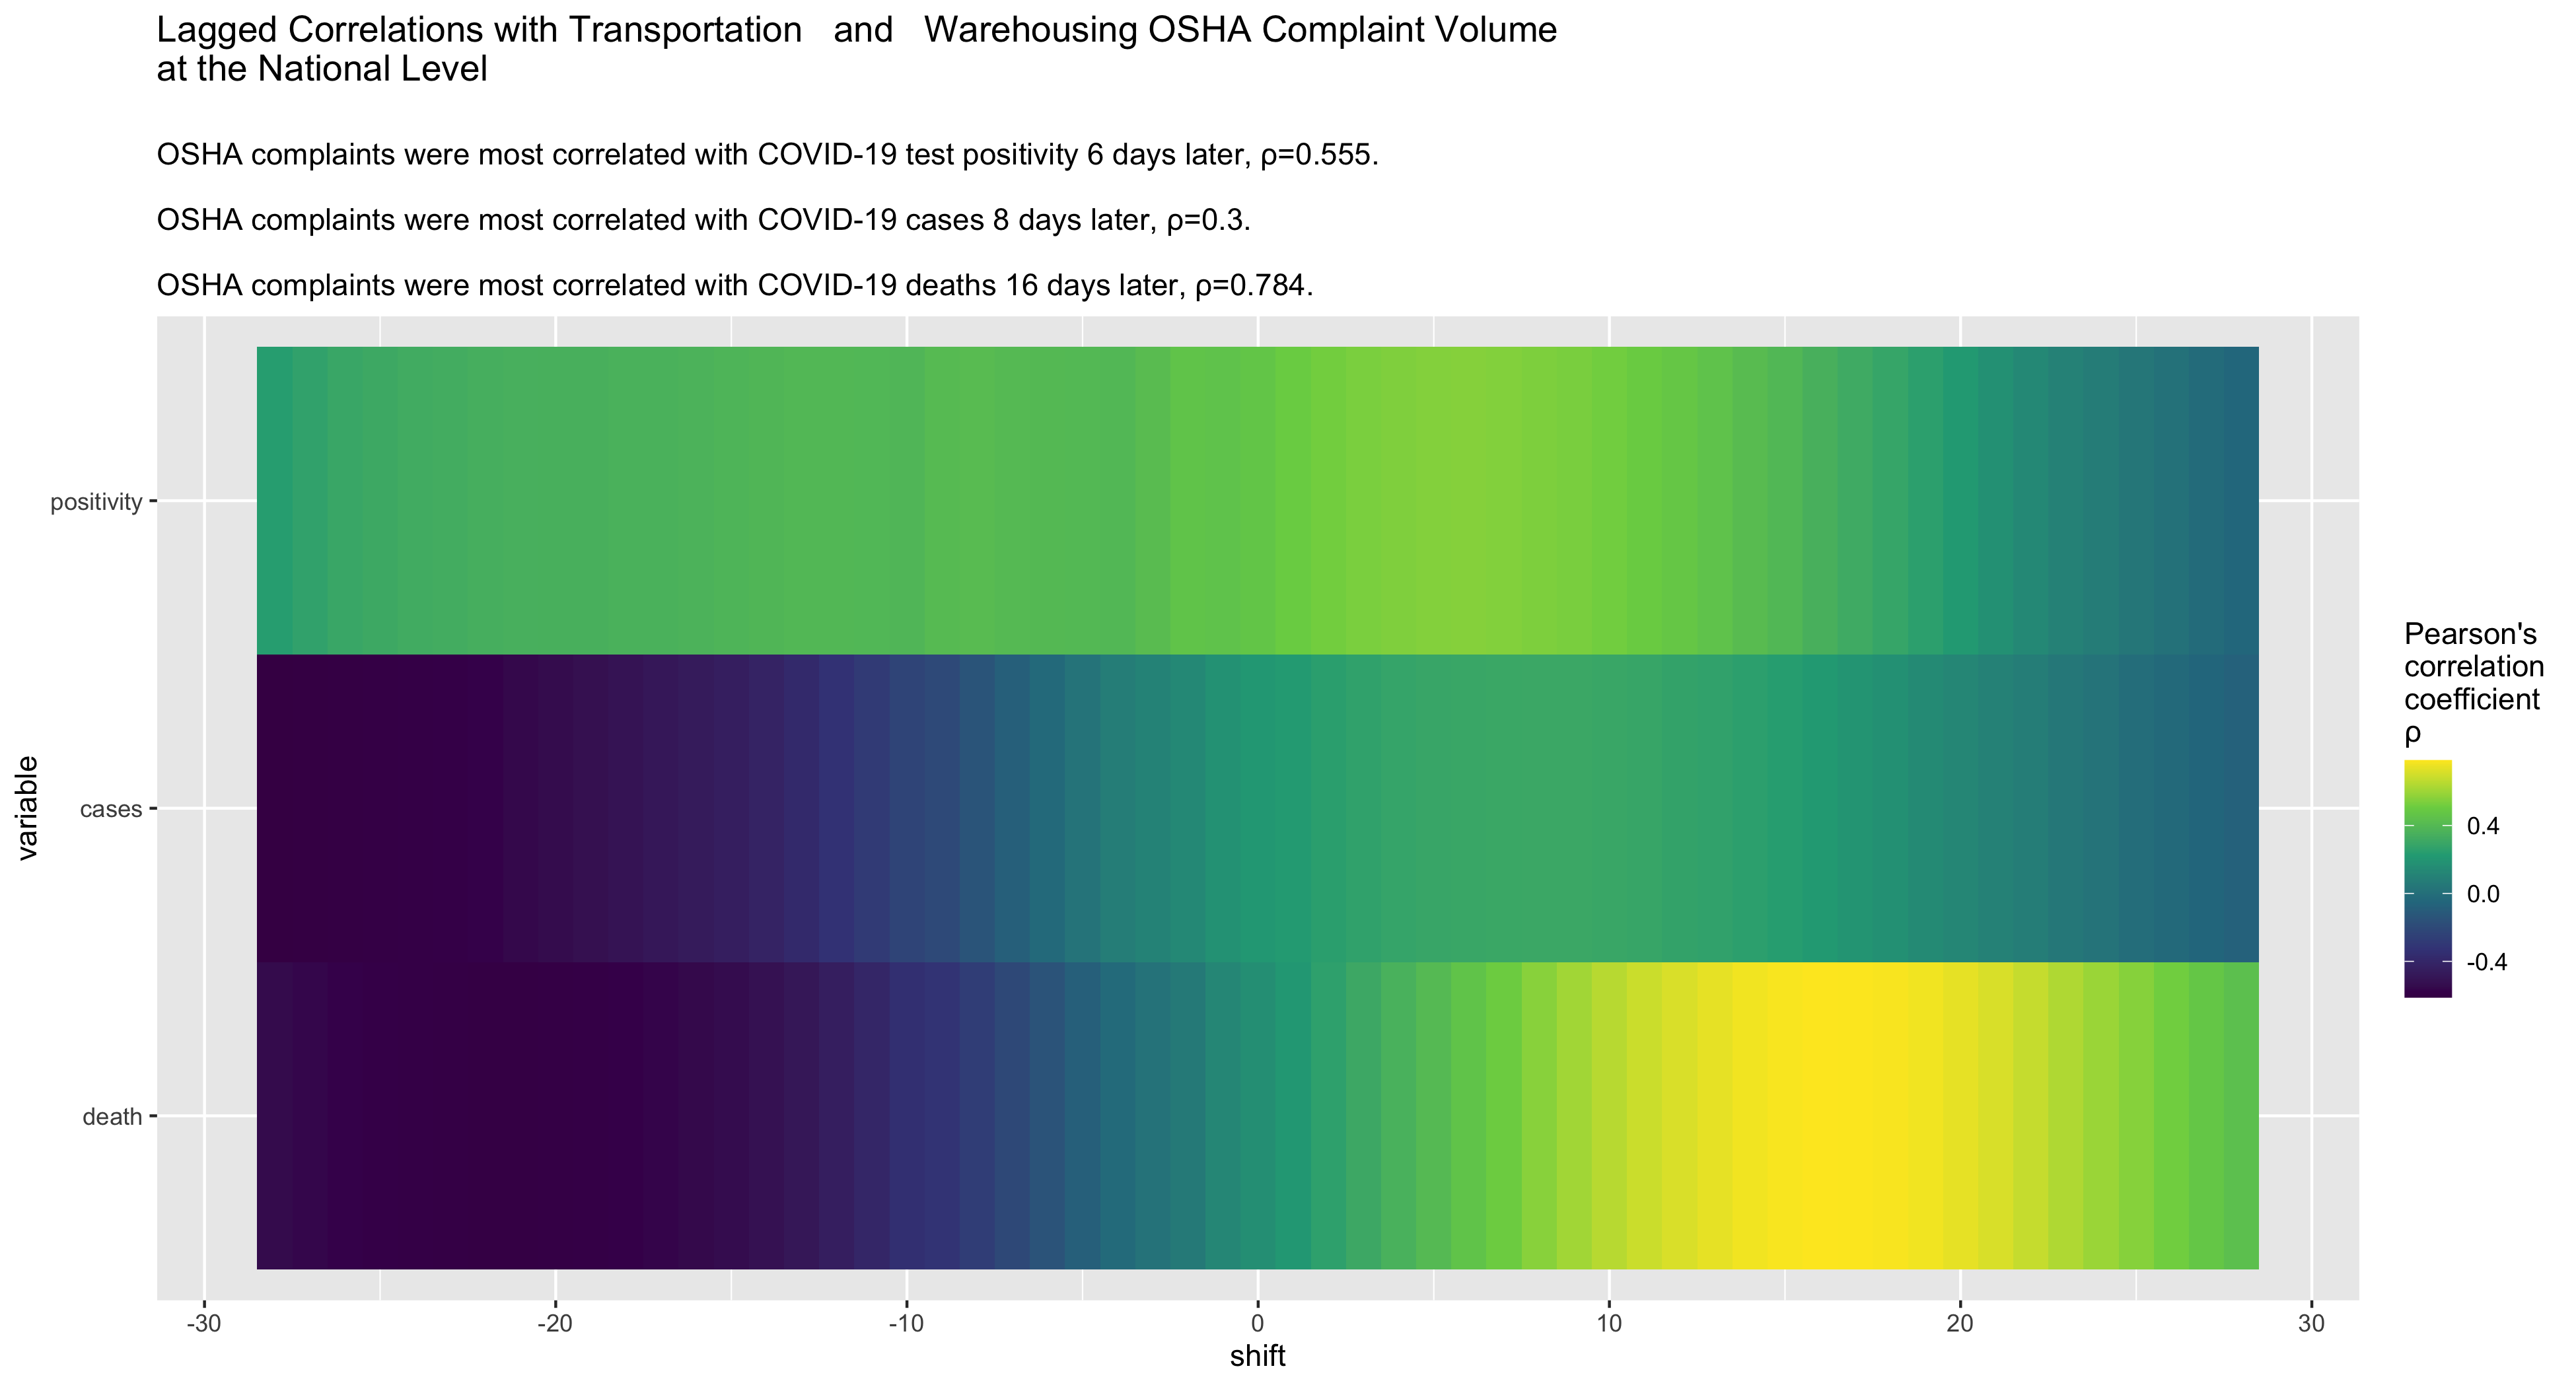 Lagged Correlations with Transportation   and   Warehousing OSHA Complaint Volume
at the National Level
OSHA complaints were most correlated with COVID-19 test positivity 6 days later, ρ=0.555.
OSHA complaints were most correlated with COVID-19 cases 8 days later, ρ=0.3.
OSHA complaints were most correlated with COVID-19 deaths 16 days later, ρ=0.784.
variable
positivity
cases
death
-30
-20
-10
0
10
20
30
shift
Pearson's
correlation
coefficient
ρ
0.4
0.0
-0.4